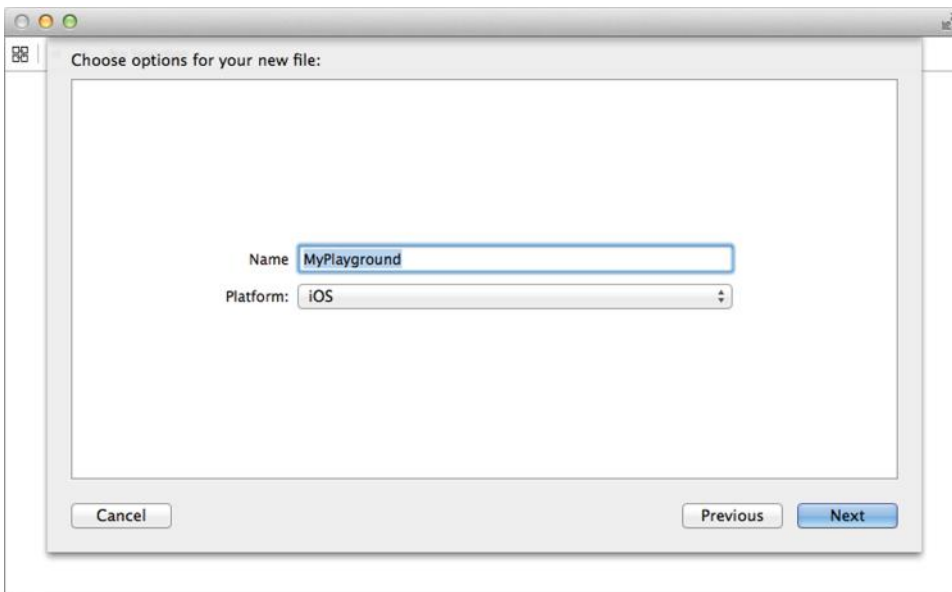 Choose options for your new file:
Name MyPlayground
Platform: iOS
Cancel Previous Next